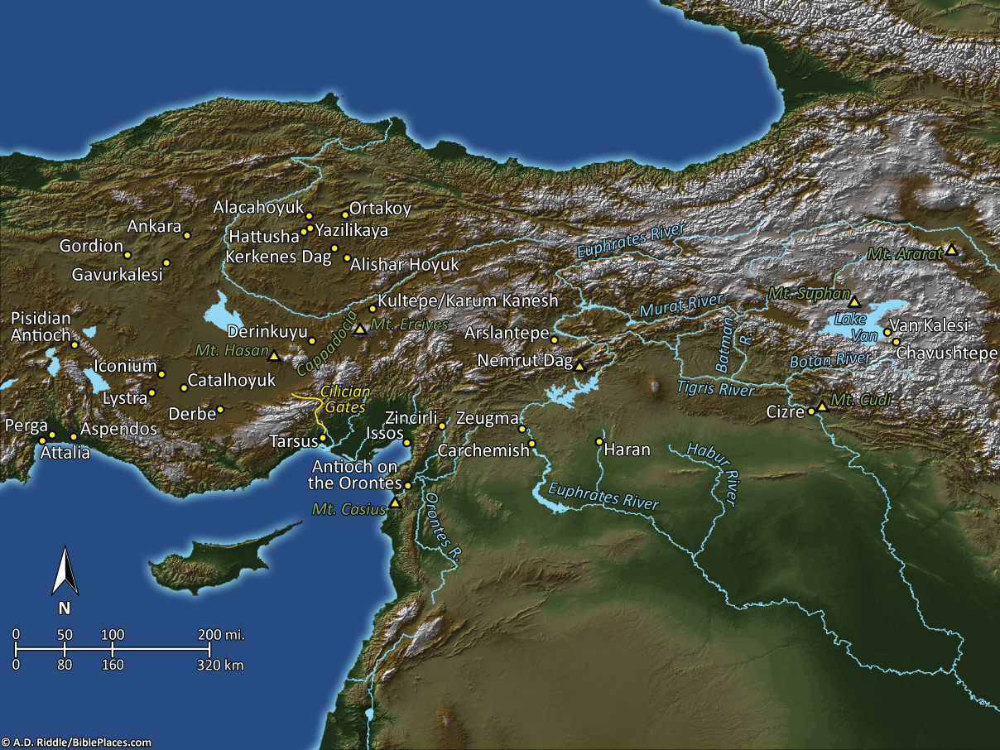 Alacahoyuk
Ortakoy
Ankara
Hattusha
Yazilikaya
Euphrates River
Gordion
Kerkenes Dag
Mt. Ararat
Gavurkalesi
Alishar Hoyuk
Mt. Suphan
Kultepe/Karum Kanesh
Murat River
Pisidian
Antioch
Derinkuyu
Cappadocia
Mt. Erciyes
Arslantepe
Batman
R.
Lake
Van
Van Kalesi
Mt. Hasan
Nemrut Dag
Chavushtepe
Iconium
Catalhoyuk
Botan River
Lystra
Cilician
Gates
Tigris River
Derbe
Mt. Cudi
Cizre
Perga
Aspendos
Zincirli
Zeugma
Attalia
Tarsus
Issos
Carchemish
Haran
Habur River
Antioch on
the Orontes
Mt. Casius
Orontes R.
Euphrates River
N
0 50 100 200 mi.
0 80 160 320 km
© A.D. Riddle/BiblePlaces.com